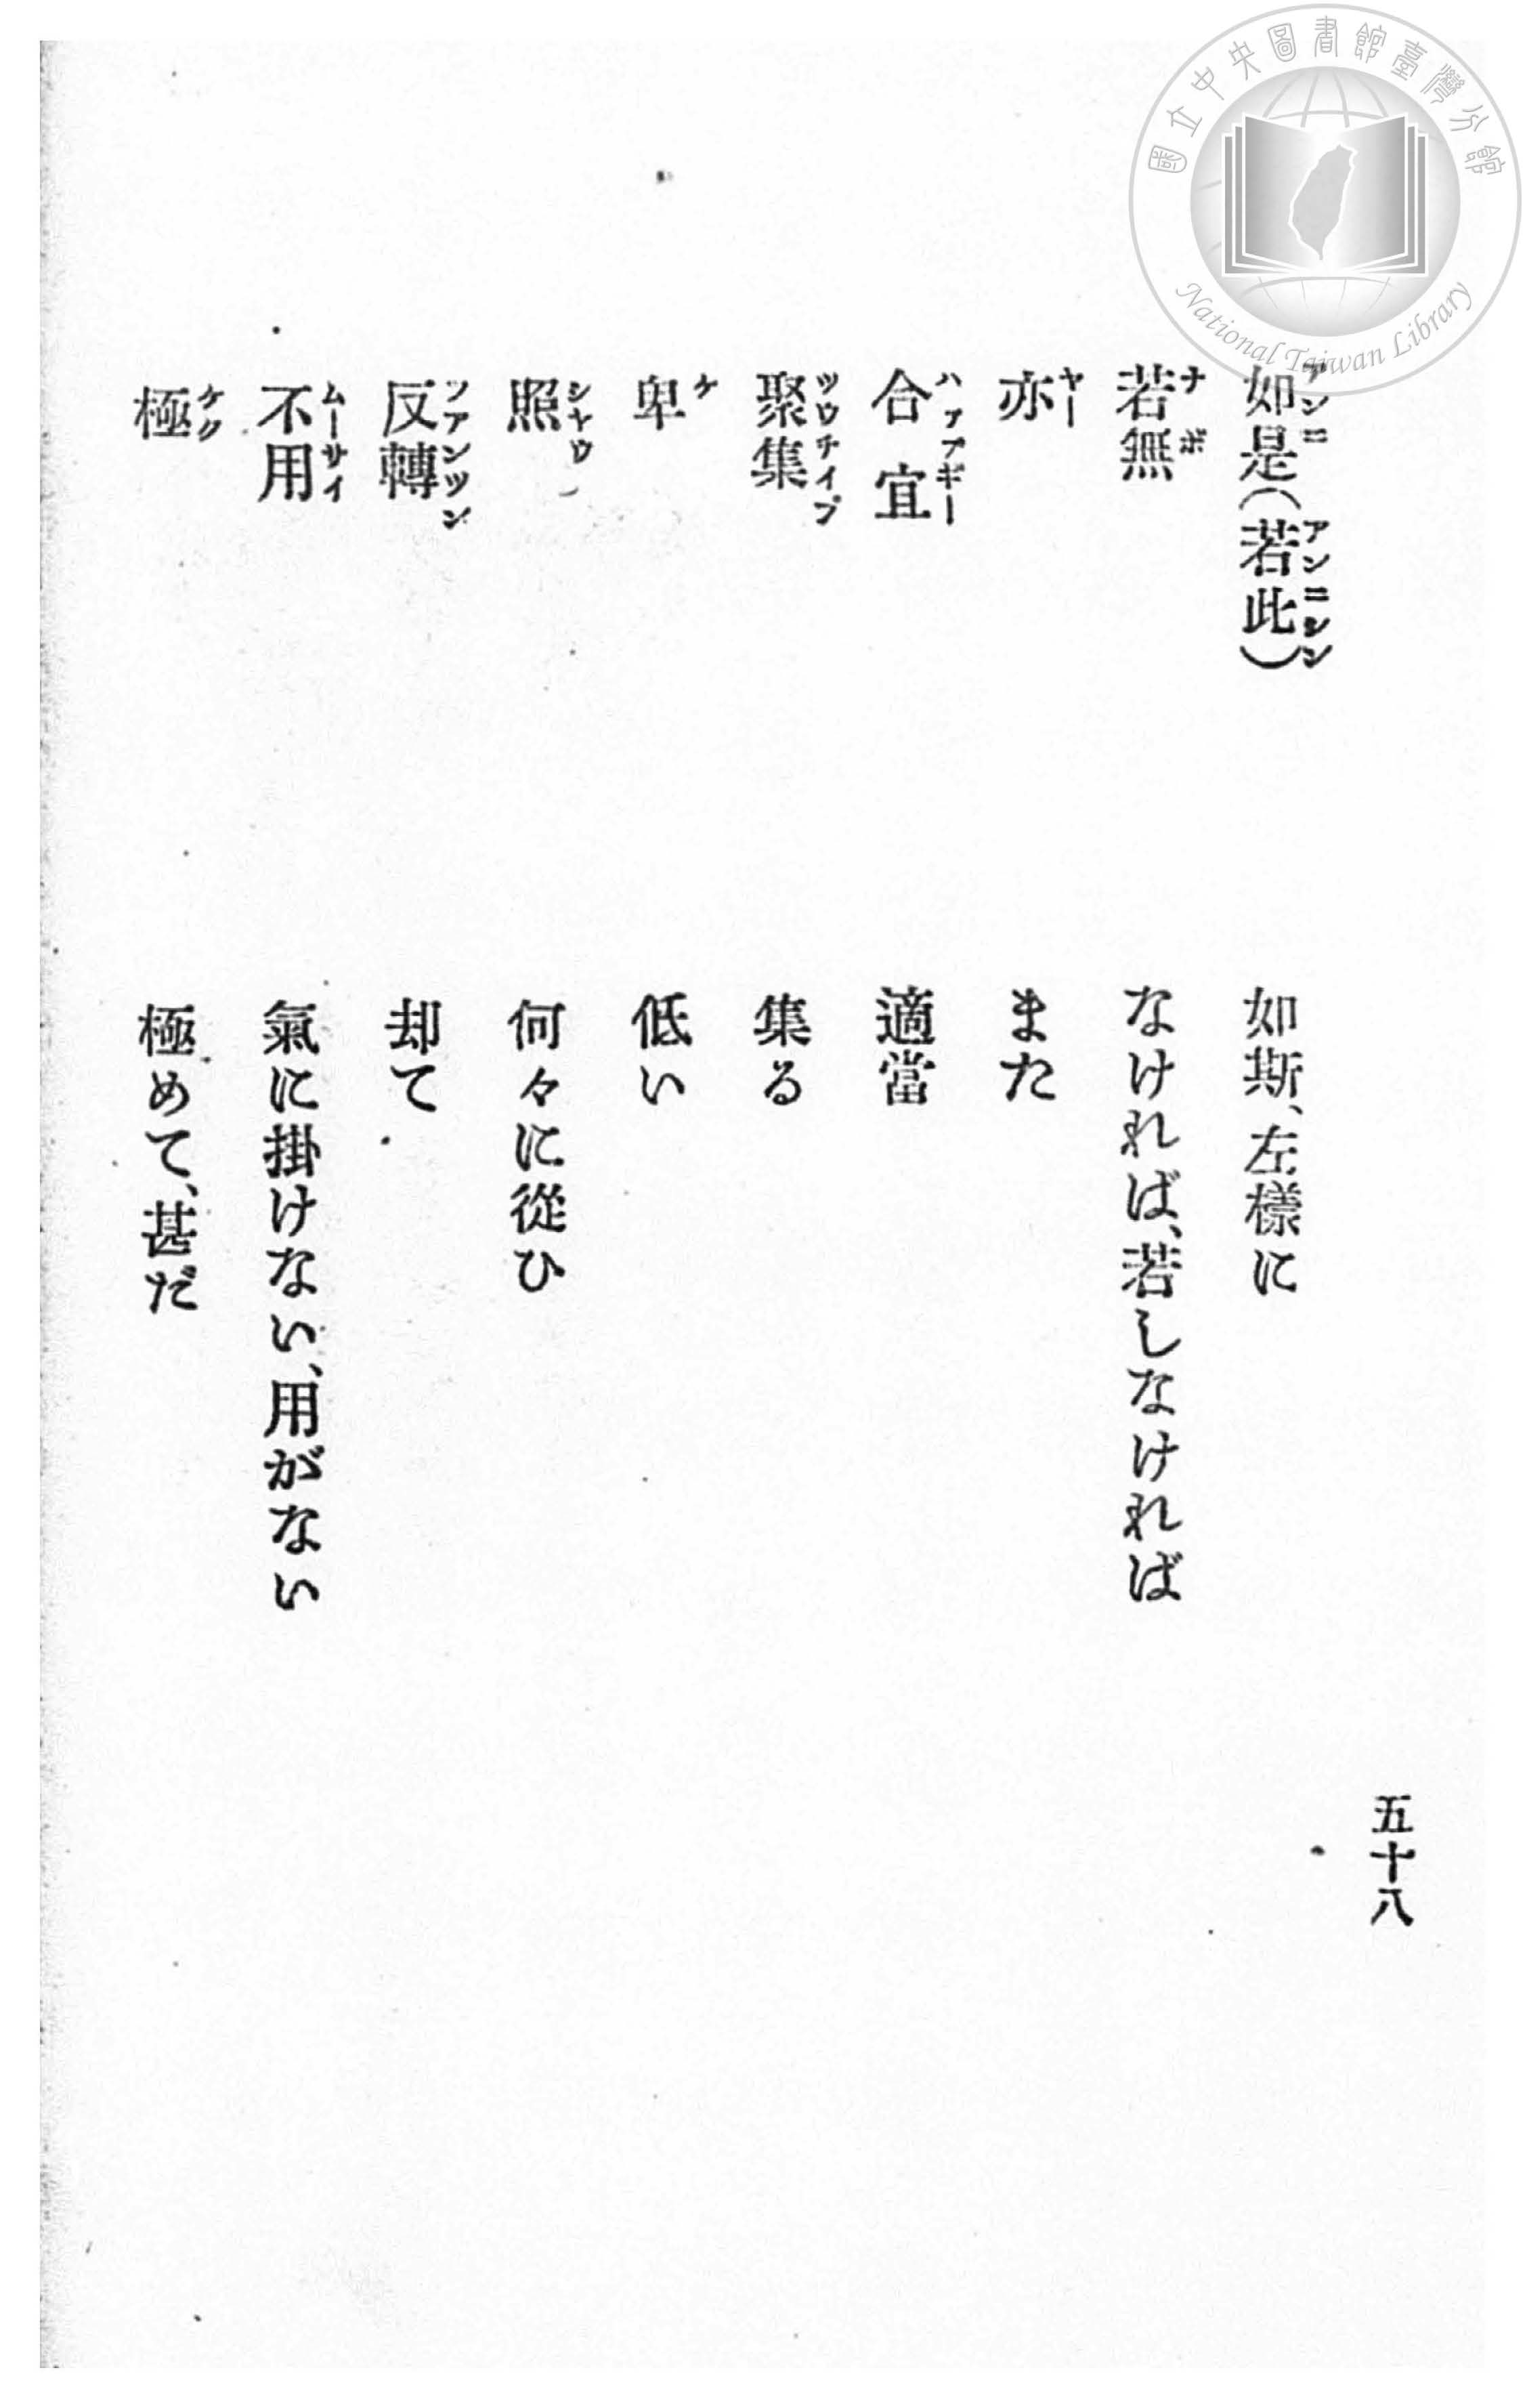 國立中央圖書館臺灣分館
National Taiwan Library
五十八
如是(若此) アンニ アンニシン
如斯、左樣に
若無 ナボ
なければ、若しなければ
亦 ヤー
また
合宜 ハアプギー
適當
聚集 ツウチイプ
集る
卑 ケ
低い
照 シャウ
何々に從ひ
反轉 フアンツン
却て
不用 ムーサイ
氣に掛けない、用がない
極 ケク
極めて、甚だ